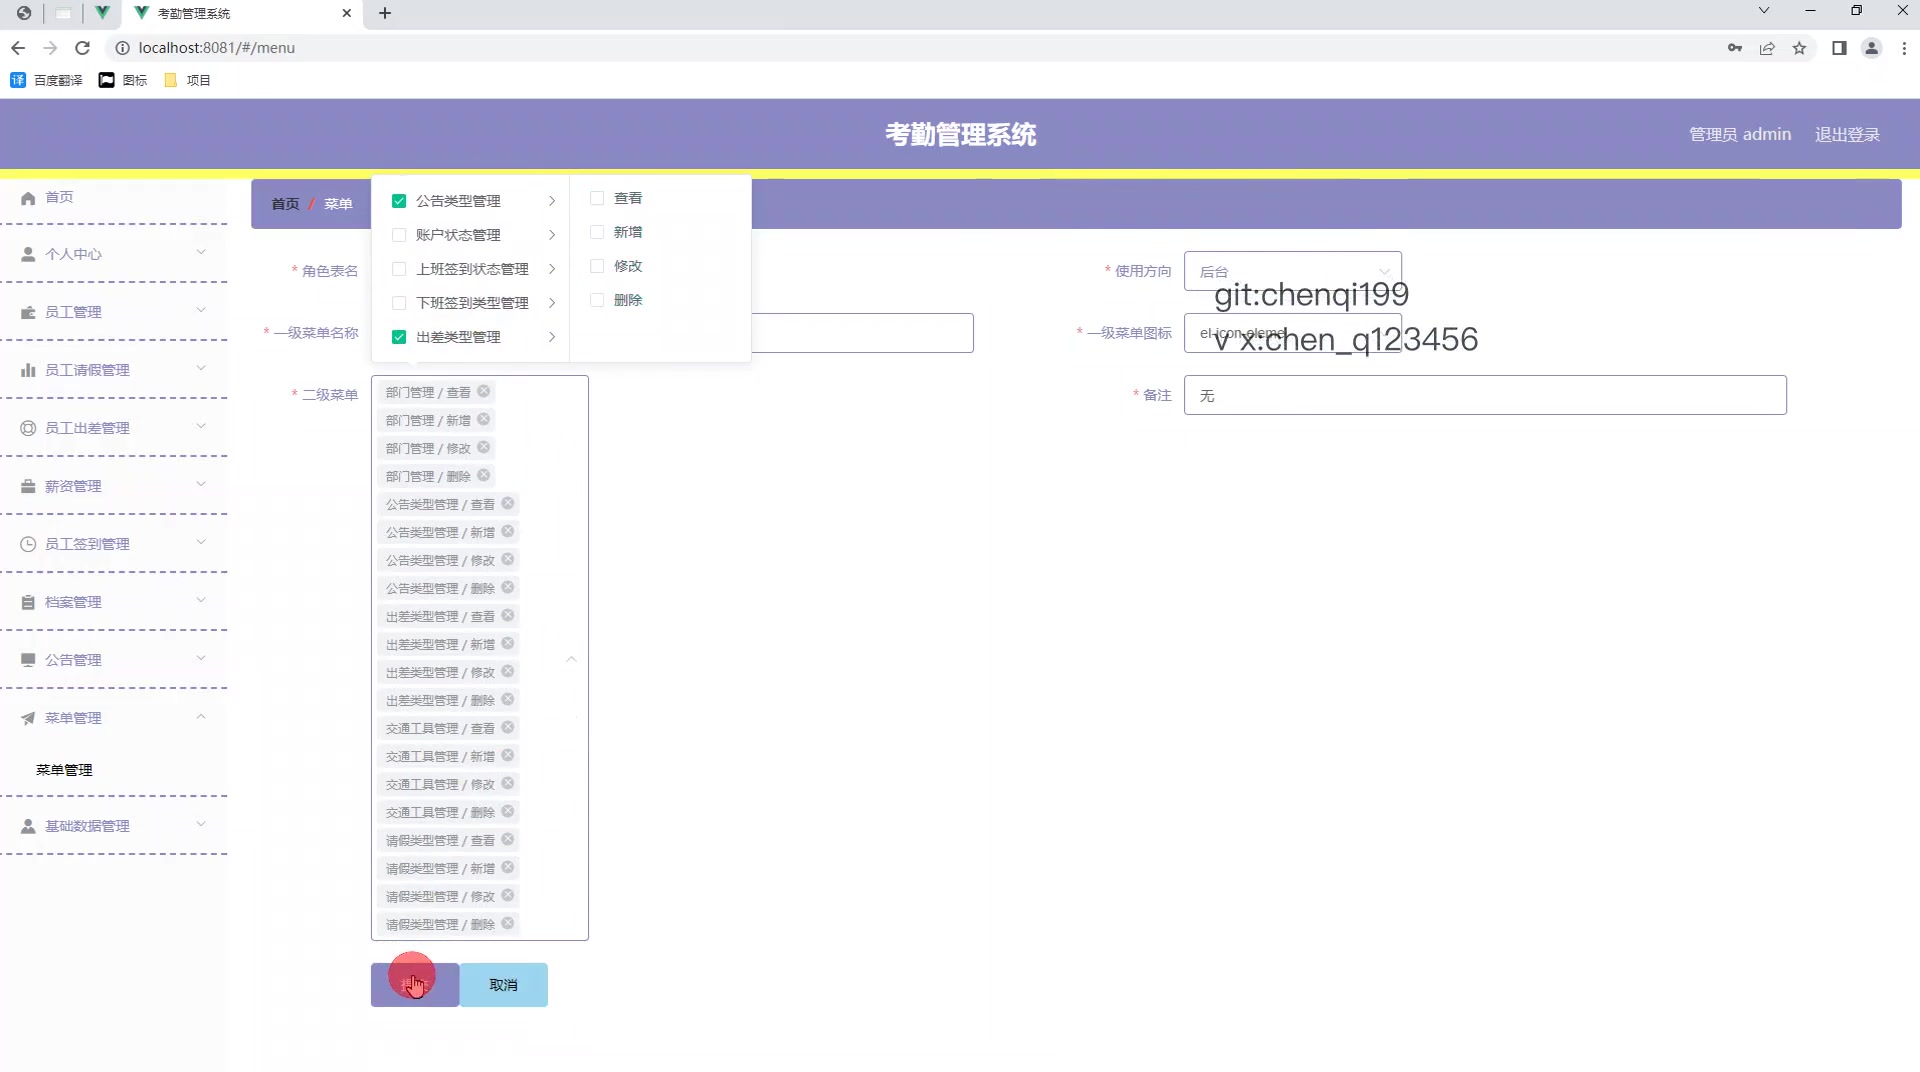 考勤管理系统
localhost:8081/#/menu
百度翻译 图标 项目
考勤管理系统
管理员 admin 退出登录
首页
个人中心
员工管理
员工请假管理
员工出差管理
薪资管理
员工签到管理
档案管理
公告管理
菜单管理
菜单管理
基础数据管理
首页 / 菜单
公告类型管理
账户状态管理
上班签到状态管理
下班签到类型管理
出差类型管理
查看
新增
修改
删除
* 角色表名
* 使用方向 后台
* 一级菜单名称
* 一级菜单图标
git:chenqi199
v x:chen_q123456
* 二级菜单
* 备注 无
部门管理 / 查看
部门管理 / 新增
部门管理 / 修改
部门管理 / 删除
公告类型管理 / 查看
公告类型管理 / 新增
公告类型管理 / 修改
公告类型管理 / 删除
出差类型管理 / 查看
出差类型管理 / 新增
出差类型管理 / 修改
出差类型管理 / 删除
交通工具管理 / 查看
交通工具管理 / 新增
交通工具管理 / 修改
交通工具管理 / 删除
请假类型管理 / 查看
请假类型管理 / 新增
请假类型管理 / 修改
请假类型管理 / 删除
取消